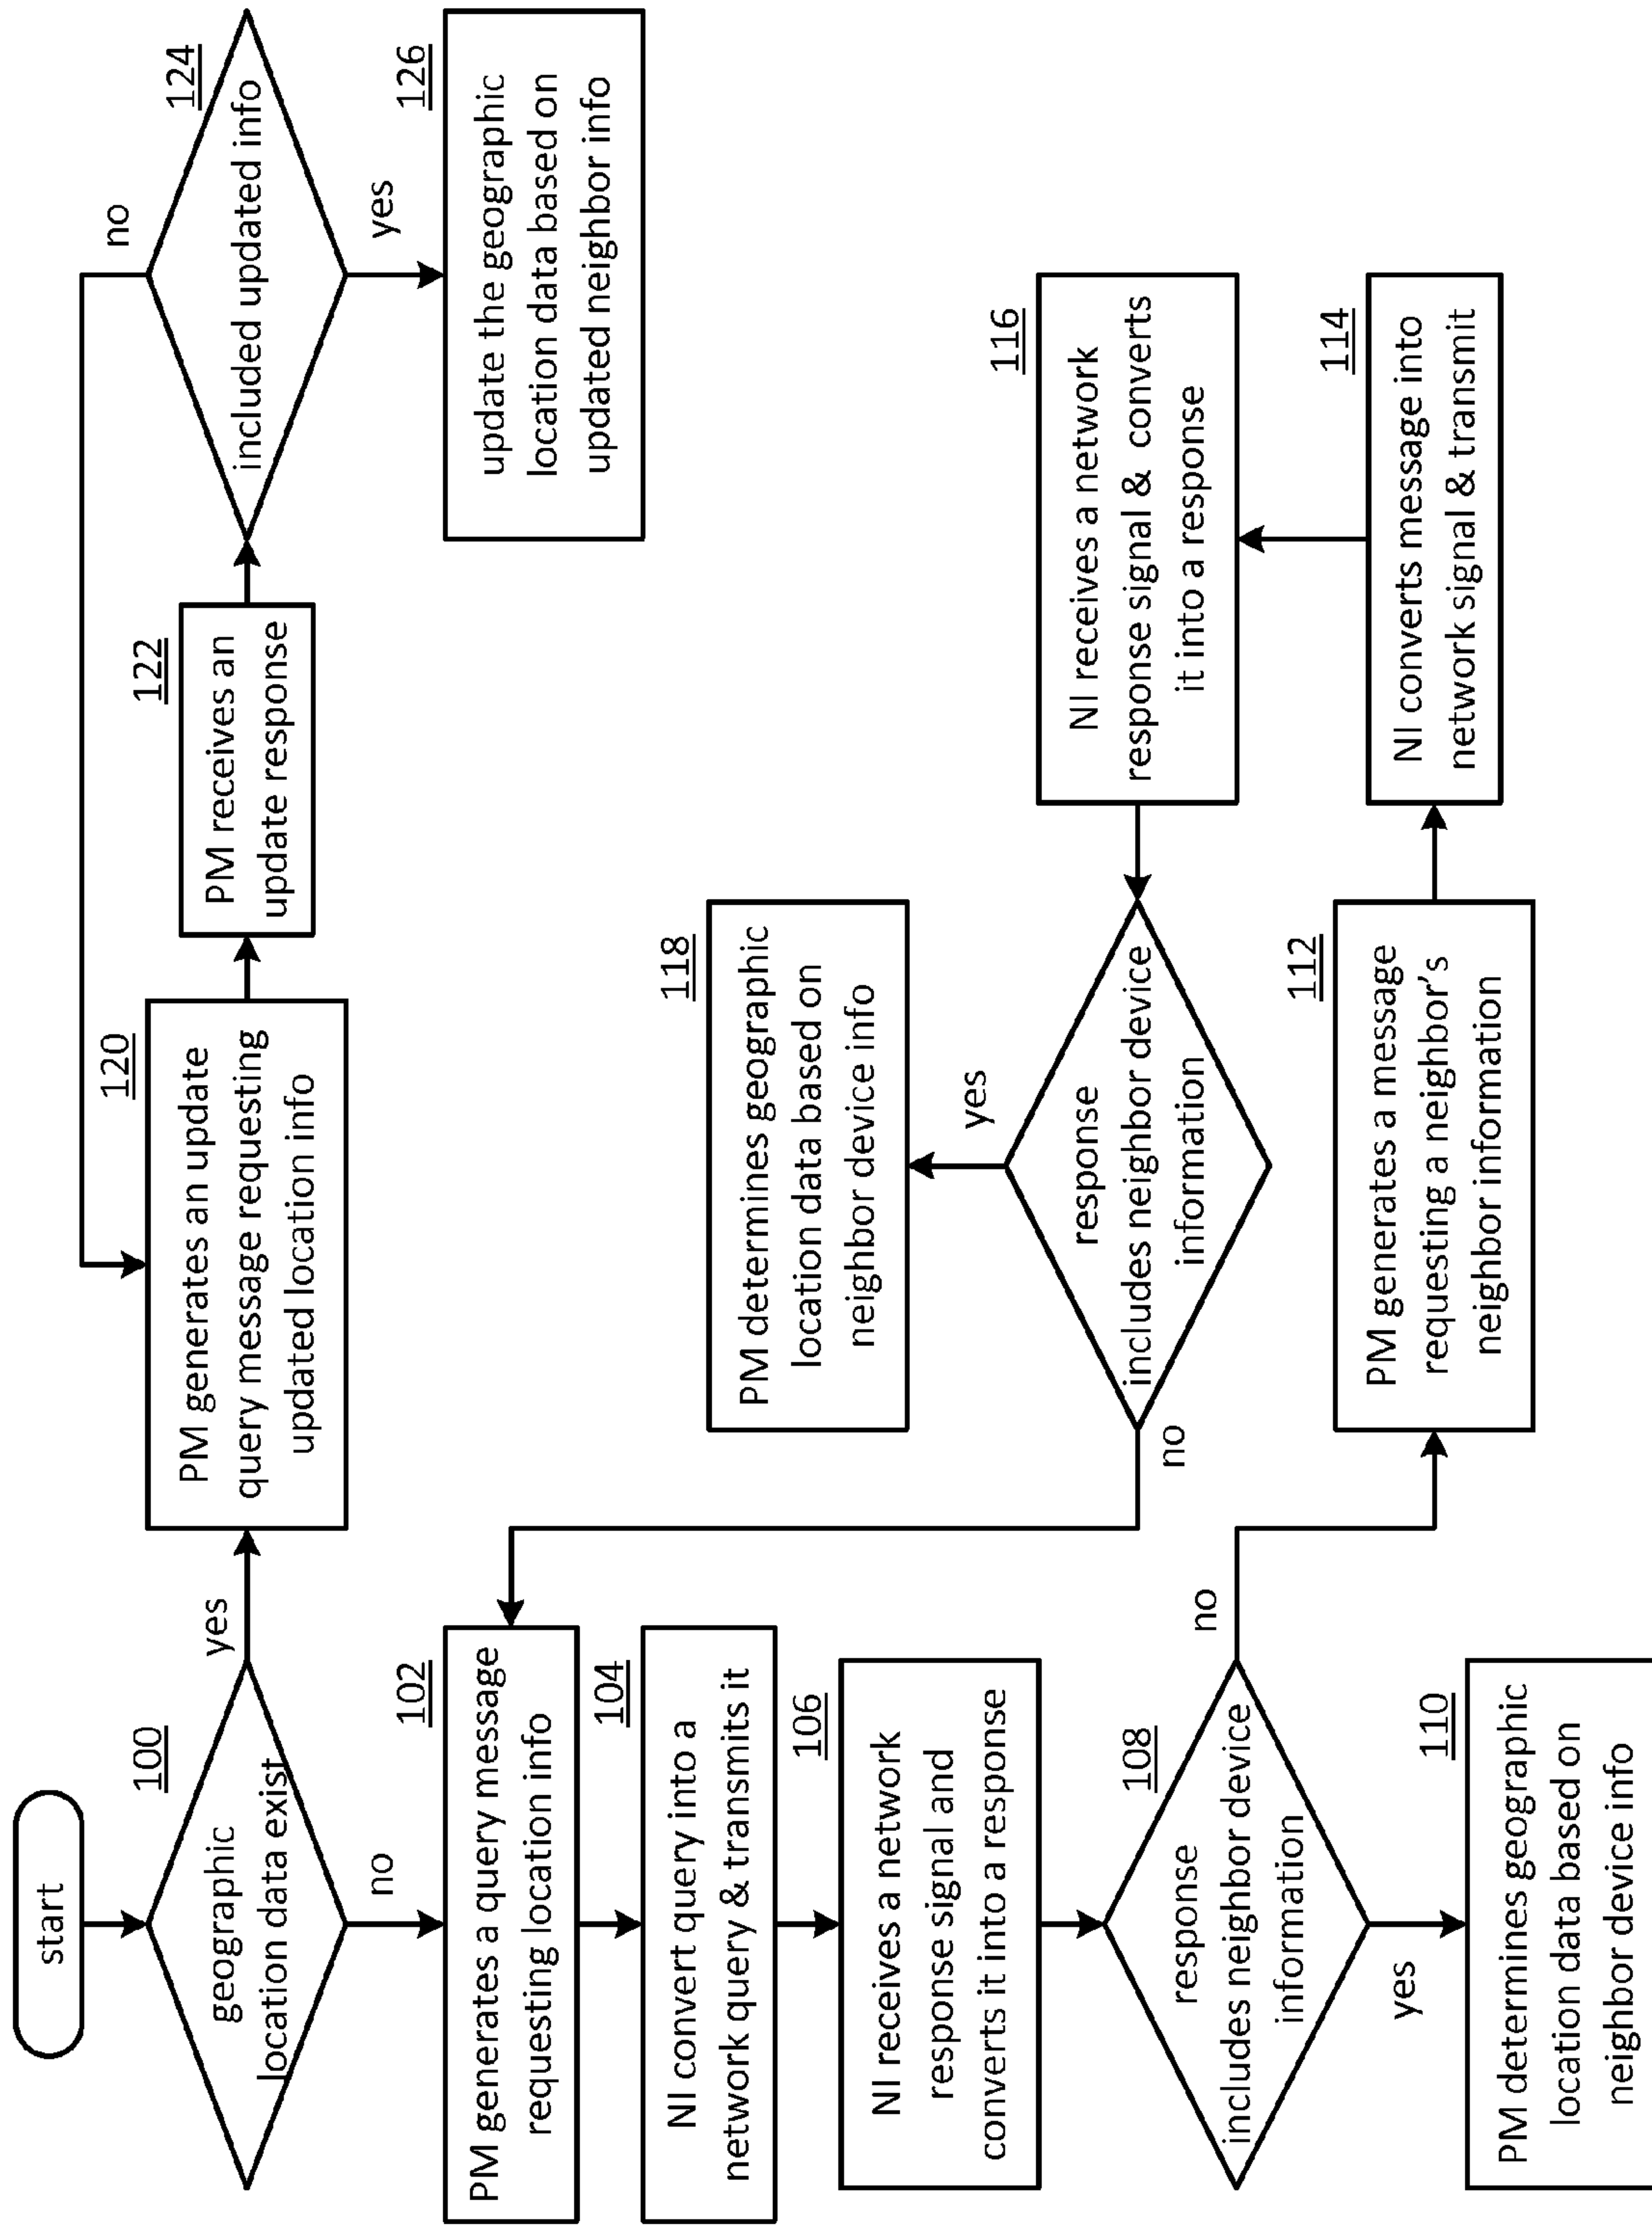 start
100
geographic
location data exist
yes
no
102
PM generates a query message
requesting location info
104
NI convert query into a
network query & transmits it
106
NI receives a network
response signal and
converts it into a response
108
response
includes neighbor device
information
no
yes
110
PM determines geographic
location data based on
neighbor device info
112
PM generates a message
requesting a neighbor's
neighbor information
114
NI converts message into
network signal & transmit
116
NI receives a network
response signal & converts
it into a response
response
includes neighbor device
information
yes
no
118
PM determines geographic
location data based on
neighbor device info
120
PM generates an update
query message requesting
updated location info
122
PM receives an
update response
124
included updated info
no
yes
126
update the geographic
location data based on
updated neighbor info